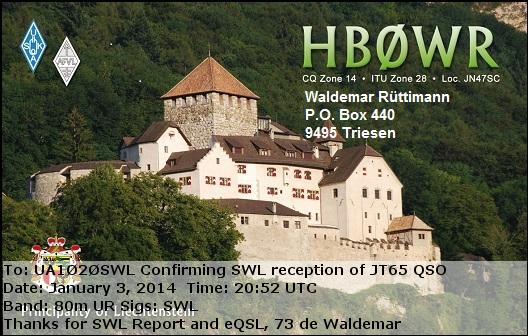 USKA
AFVL
HBØWR
CQ Zone 14 • ITU Zone 28 • Loc. JN47SC
Waldemar Rüttimann
P.O. Box 440
9495 Triesen
To: UA1Ø2ØSWL Confirming SWL reception of JT65 QSO
Date: January 3, 2014 Time: 20:52 UTC
Band: 80m UR Sigs: SWL
Principality of Liechtenstein
Thanks for SWL Report and eQSL, 73 de Waldemar